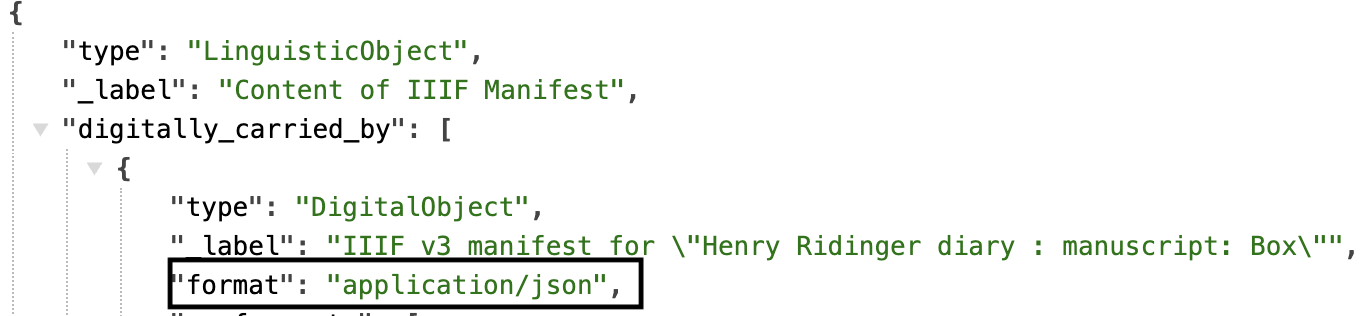 {
"type": "LinguisticObject",
"_label": "Content of IIIF Manifest",
"digitally_carried_by": [
{
"type": "DigitalObject",
"_label": "IIIF v3 manifest for \"Henry Ridinger diary : manuscript: Box\"",
"format": "application/json",